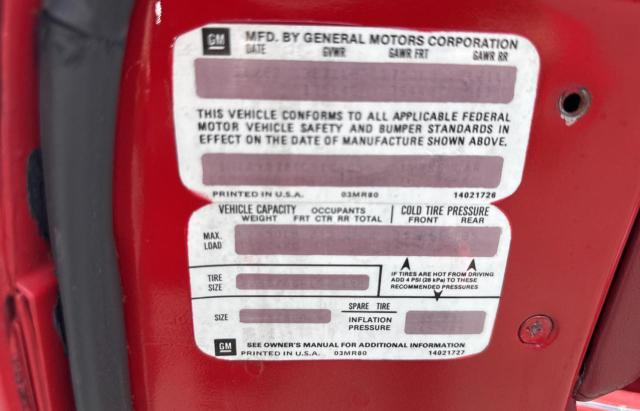 GM MFD. BY GENERAL MOTORS CORPORATION
DATE GVWR GAWR FRT GAWR RR
THIS VEHICLE CONFORMS TO ALL APPLICABLE FEDERAL
MOTOR VEHICLE SAFETY AND BUMPER STANDARDS IN
EFFECT ON THE DATE OF MANUFACTURE SHOWN ABOVE.
PRINTED IN U.S.A. 03MR80 14021726
VEHICLE CAPACITY OCCUPANTS COLD TIRE PRESSURE
WEIGHT FRT CTR RR TOTAL FRONT REAR
MAX.
LOAD
TIRE
SIZE
IF TIRES ARE HOT FROM DRIVING
ADD 4 PSI (28 kPa) TO THESE
RECOMMENDED PRESSURES
SPARE TIRE
SIZE
INFLATION
PRESSURE
GM SEE OWNER'S MANUAL FOR ADDITIONAL INFORMATION
PRINTED IN U.S.A. 03MR80 14021727